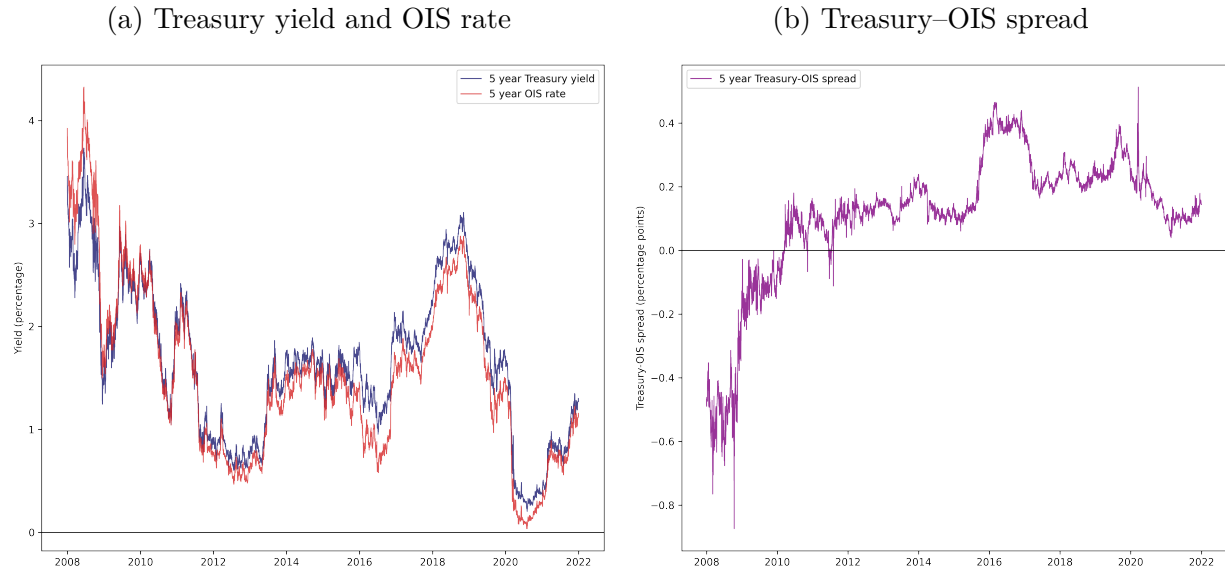 (a) Treasury yield and OIS rate
5 year Treasury yield
5 year OIS rate
Yield (percentage)
4
3
2
1
0
2008 2010 2012 2014 2016 2018 2020 2022
(b) Treasury–OIS spread
5 year Treasury-OIS spread
Treasury-OIS spread (percentage points)
0.4
0.2
0.0
−0.2
−0.4
−0.6
−0.8
2008 2010 2012 2014 2016 2018 2020 2022